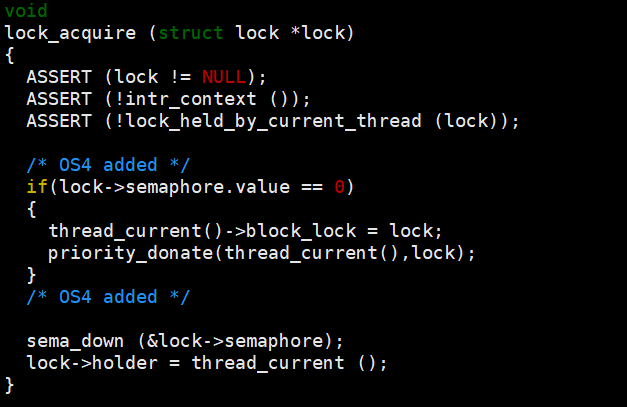 void
lock_acquire (struct lock *lock)
{
  ASSERT (lock != NULL);
  ASSERT (!intr_context ());
  ASSERT (!lock_held_by_current_thread (lock));

  /* OS4 added */
  if(lock->semaphore.value == 0)
  {
    thread_current()->block_lock = lock;
    priority_donate(thread_current(),lock);
  }
  /* OS4 added */

  sema_down (&lock->semaphore);
  lock->holder = thread_current ();
}